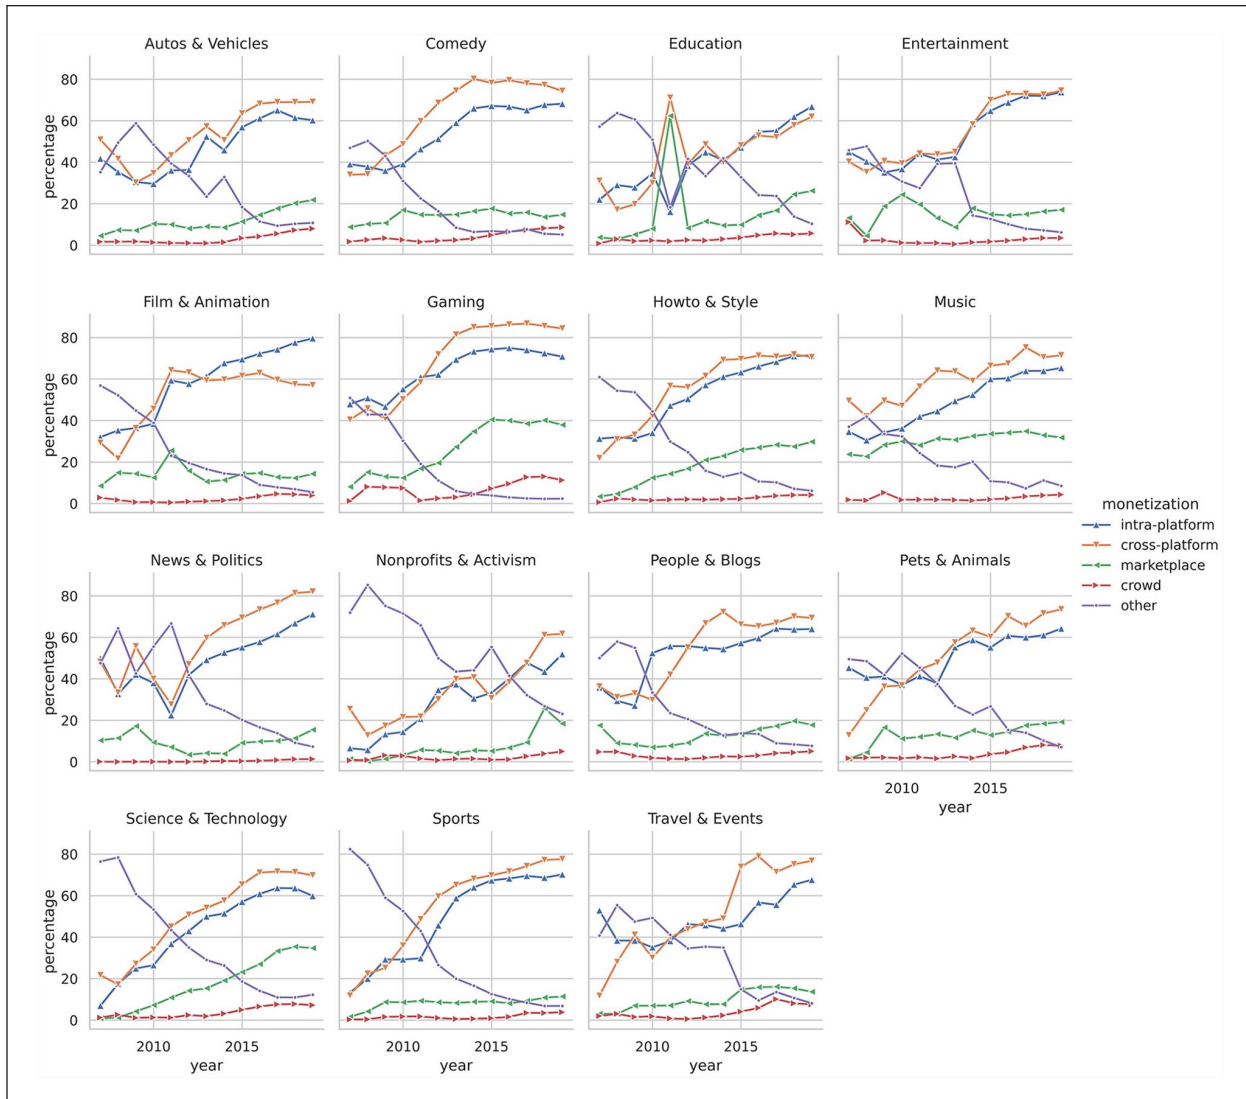 Autos & Vehicles
Comedy
Education
Entertainment
80
60
40
20
0
percentage
Film & Animation
Gaming
Howto & Style
Music
80
60
40
20
0
percentage
monetization
intra-platform
cross-platform
marketplace
crowd
other
News & Politics
Nonprofits & Activism
People & Blogs
Pets & Animals
80
60
40
20
0
percentage
2010 2015
year
Science & Technology
Sports
Travel & Events
80
60
40
20
0
percentage
2010 2015
year
2010 2015
year
2010 2015
year